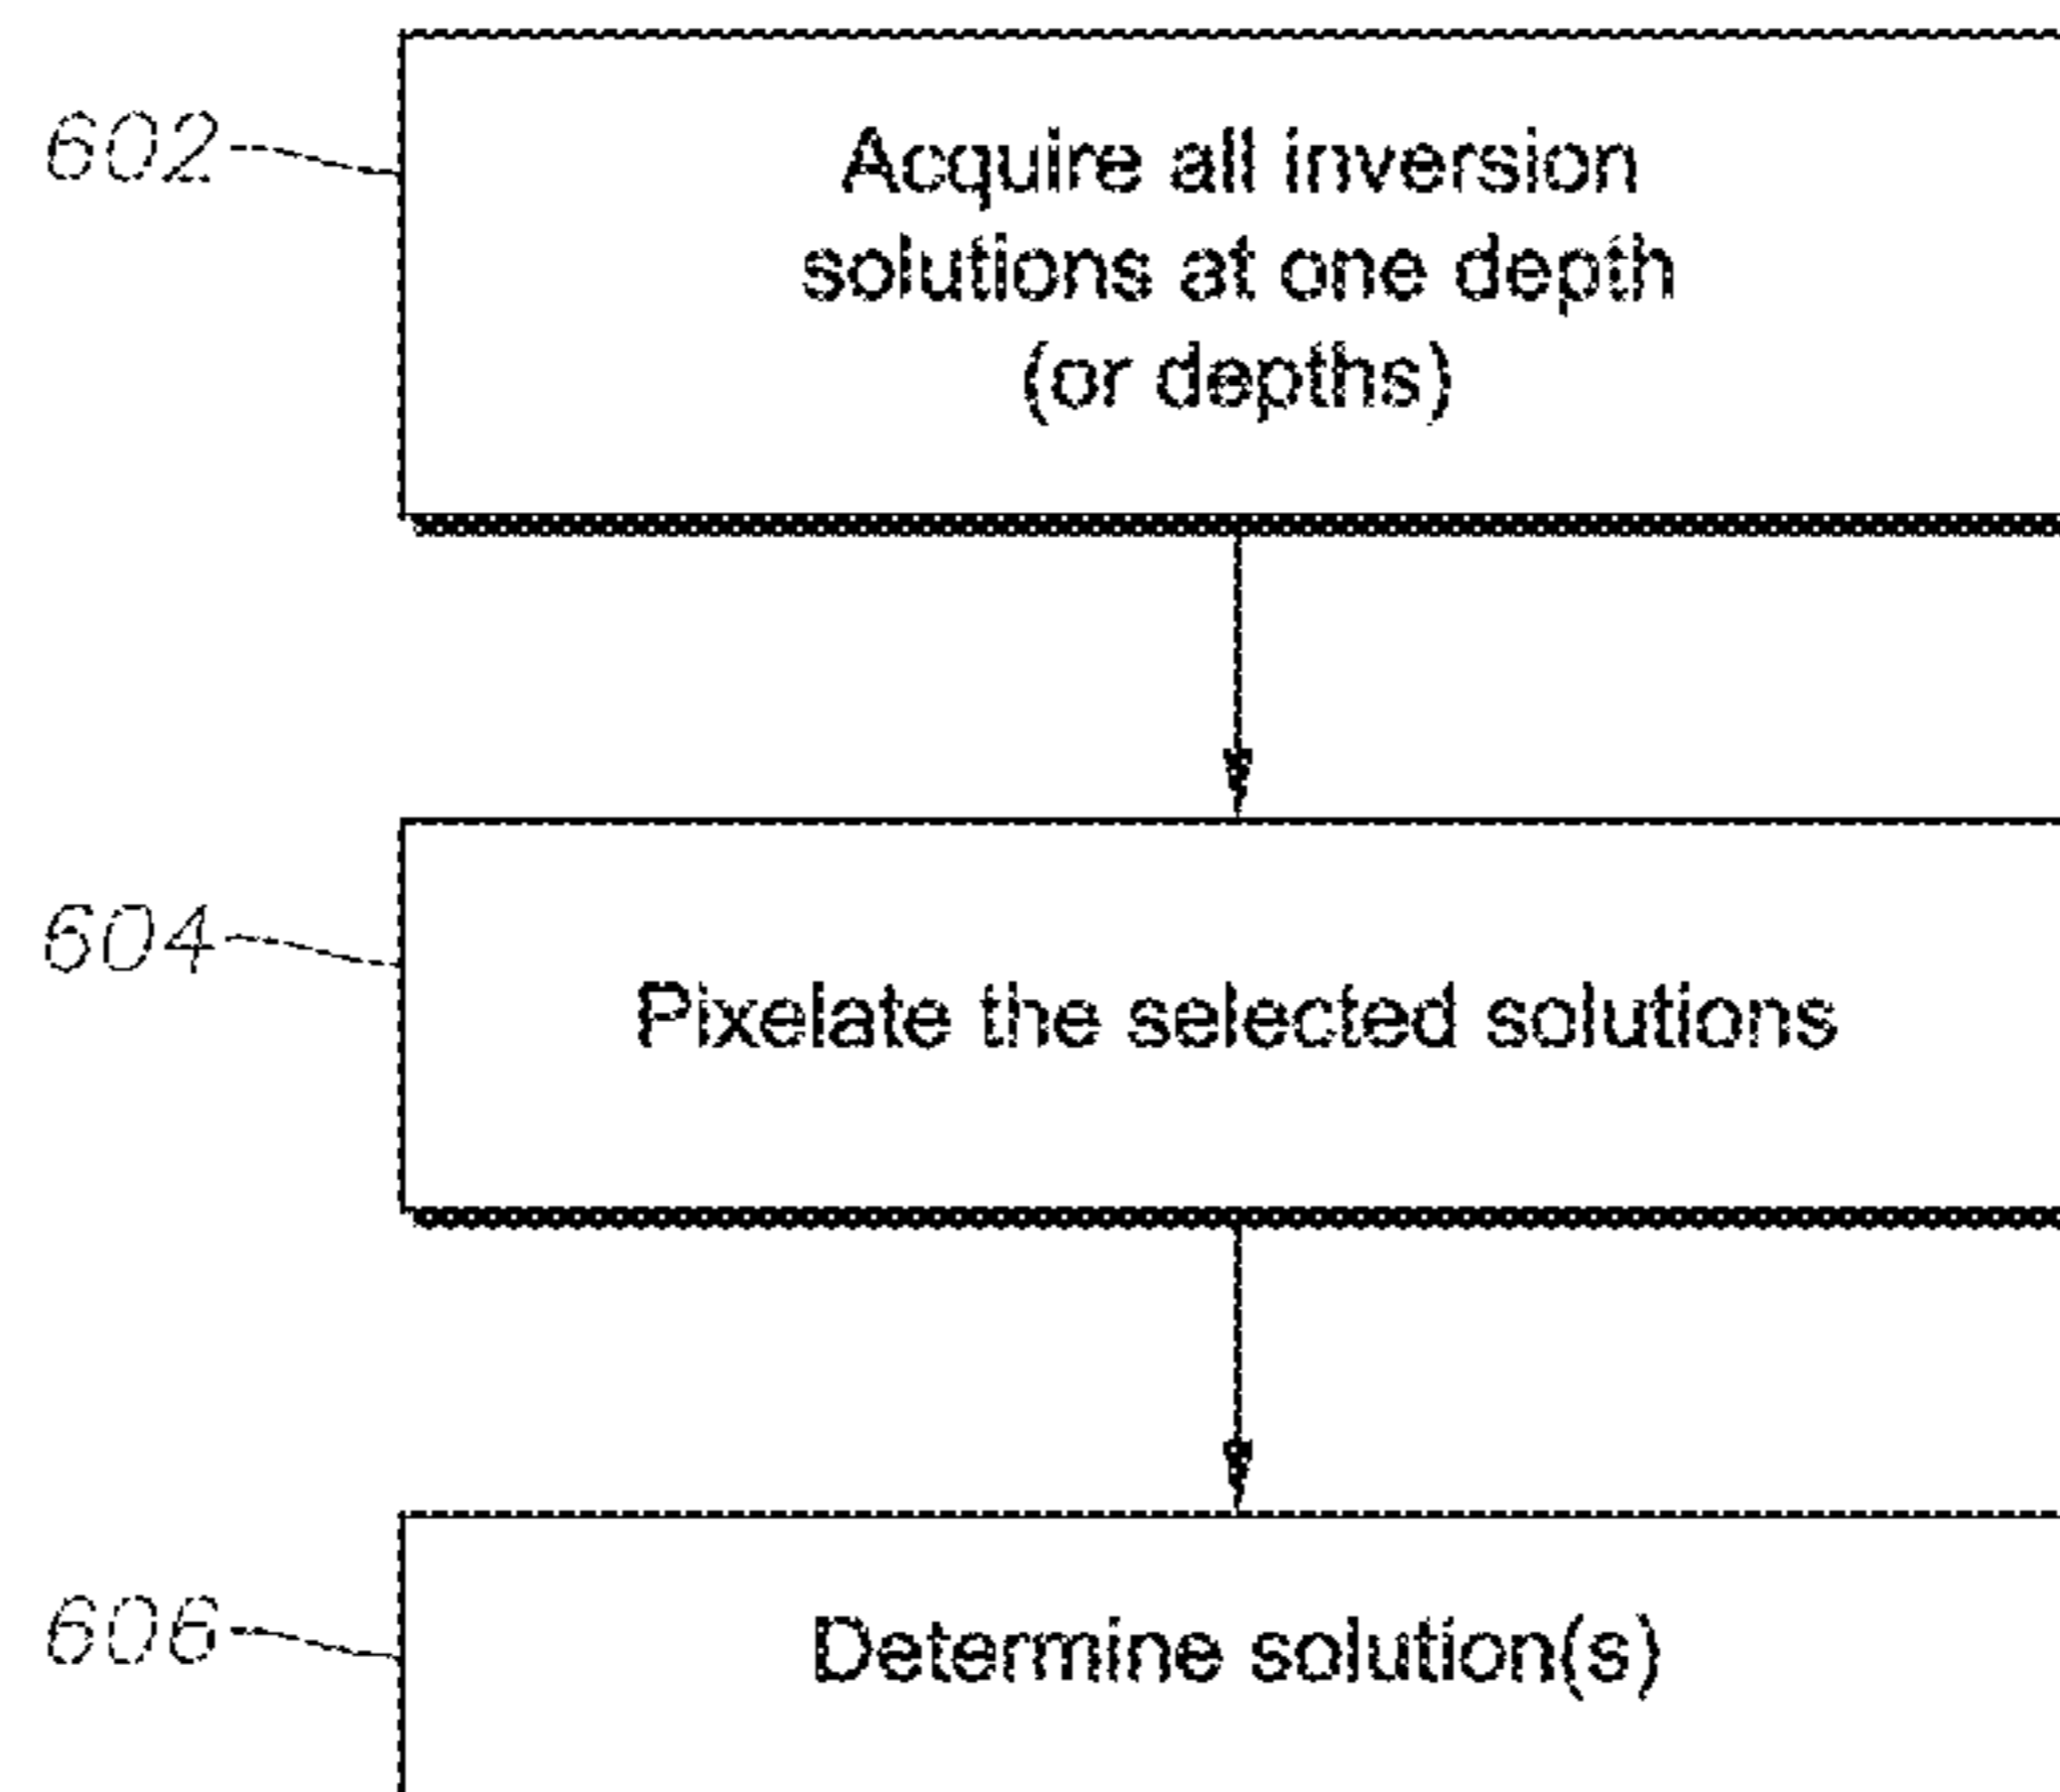 602
Acquire all inversion
solutions at one depth
(or depths)
604
Pixelate the selected solutions
606
Determine solution(s)